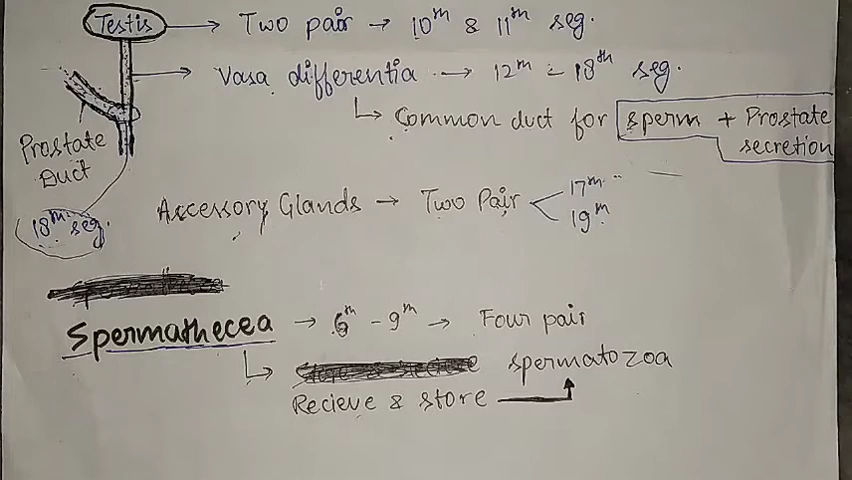 Testis → Two pair → 10th & 11th seg.
→ Vasa differentia → 12th - 18th seg.
↳ Common duct for sperm + Prostate secretion
Prostate Duct
18th seg.
Accessory Glands → Two Pair < 17th
19th
Spermathecea → 6th - 9th → Four pair
↳ spermatozoa
Recieve & store